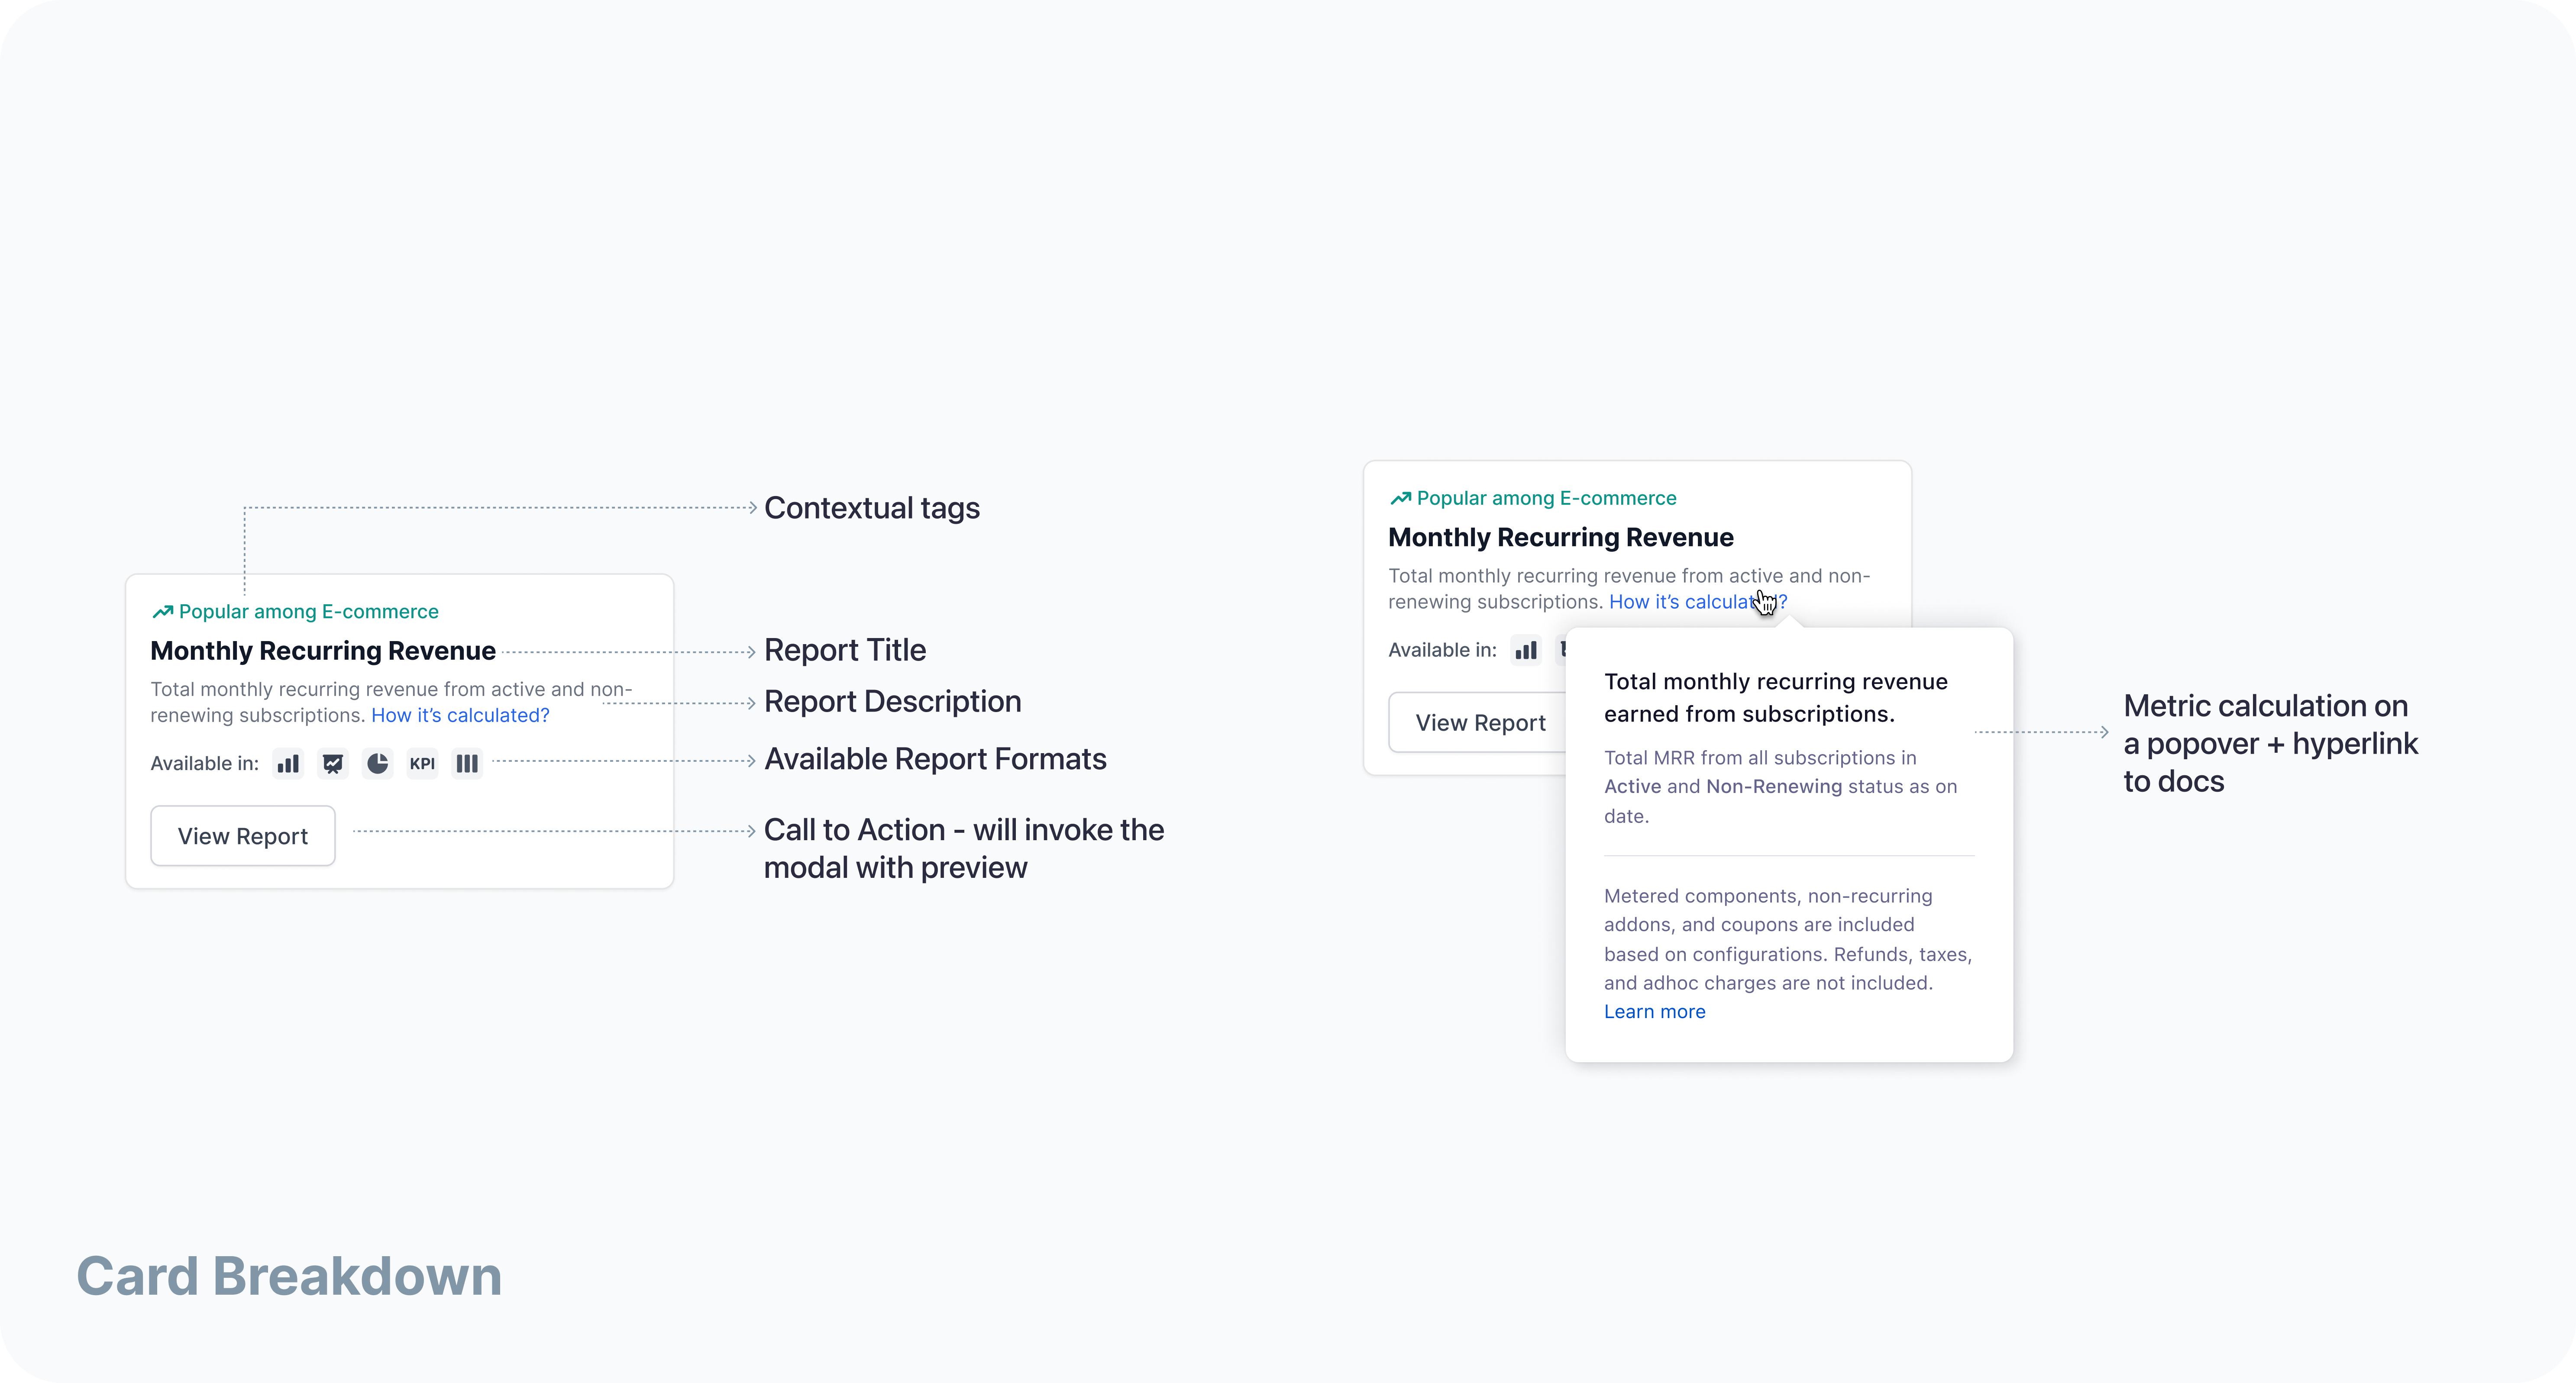 Contextual tags
Popular among E-commerce
Monthly Recurring Revenue
Report Title
Total monthly recurring revenue from active and non-
renewing subscriptions. How it’s calculated?
Report Description
Available in:
KPI
Available Report Formats
View Report
Call to Action - will invoke the
modal with preview
Popular among E-commerce
Monthly Recurring Revenue
Total monthly recurring revenue from active and non-
renewing subscriptions. How it’s calculated?
Available in:
View Report
Total monthly recurring revenue
earned from subscriptions.
Total MRR from all subscriptions in
Active and Non-Renewing status as on
date.
Metered components, non-recurring
addons, and coupons are included
based on configurations. Refunds, taxes,
and adhoc charges are not included.
Learn more
Metric calculation on
a popover + hyperlink
to docs
Card Breakdown